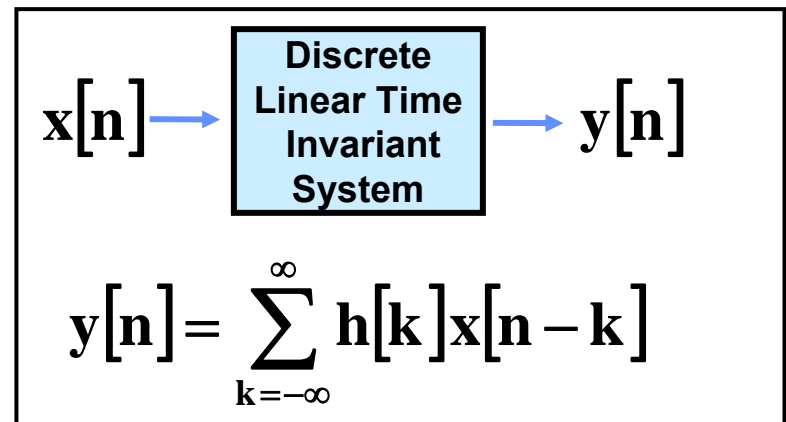 x[n]
Discrete
Linear Time
Invariant
System
y[n]
y[n] = ∑_{k=-∞}^{∞} h[k]x[n − k]